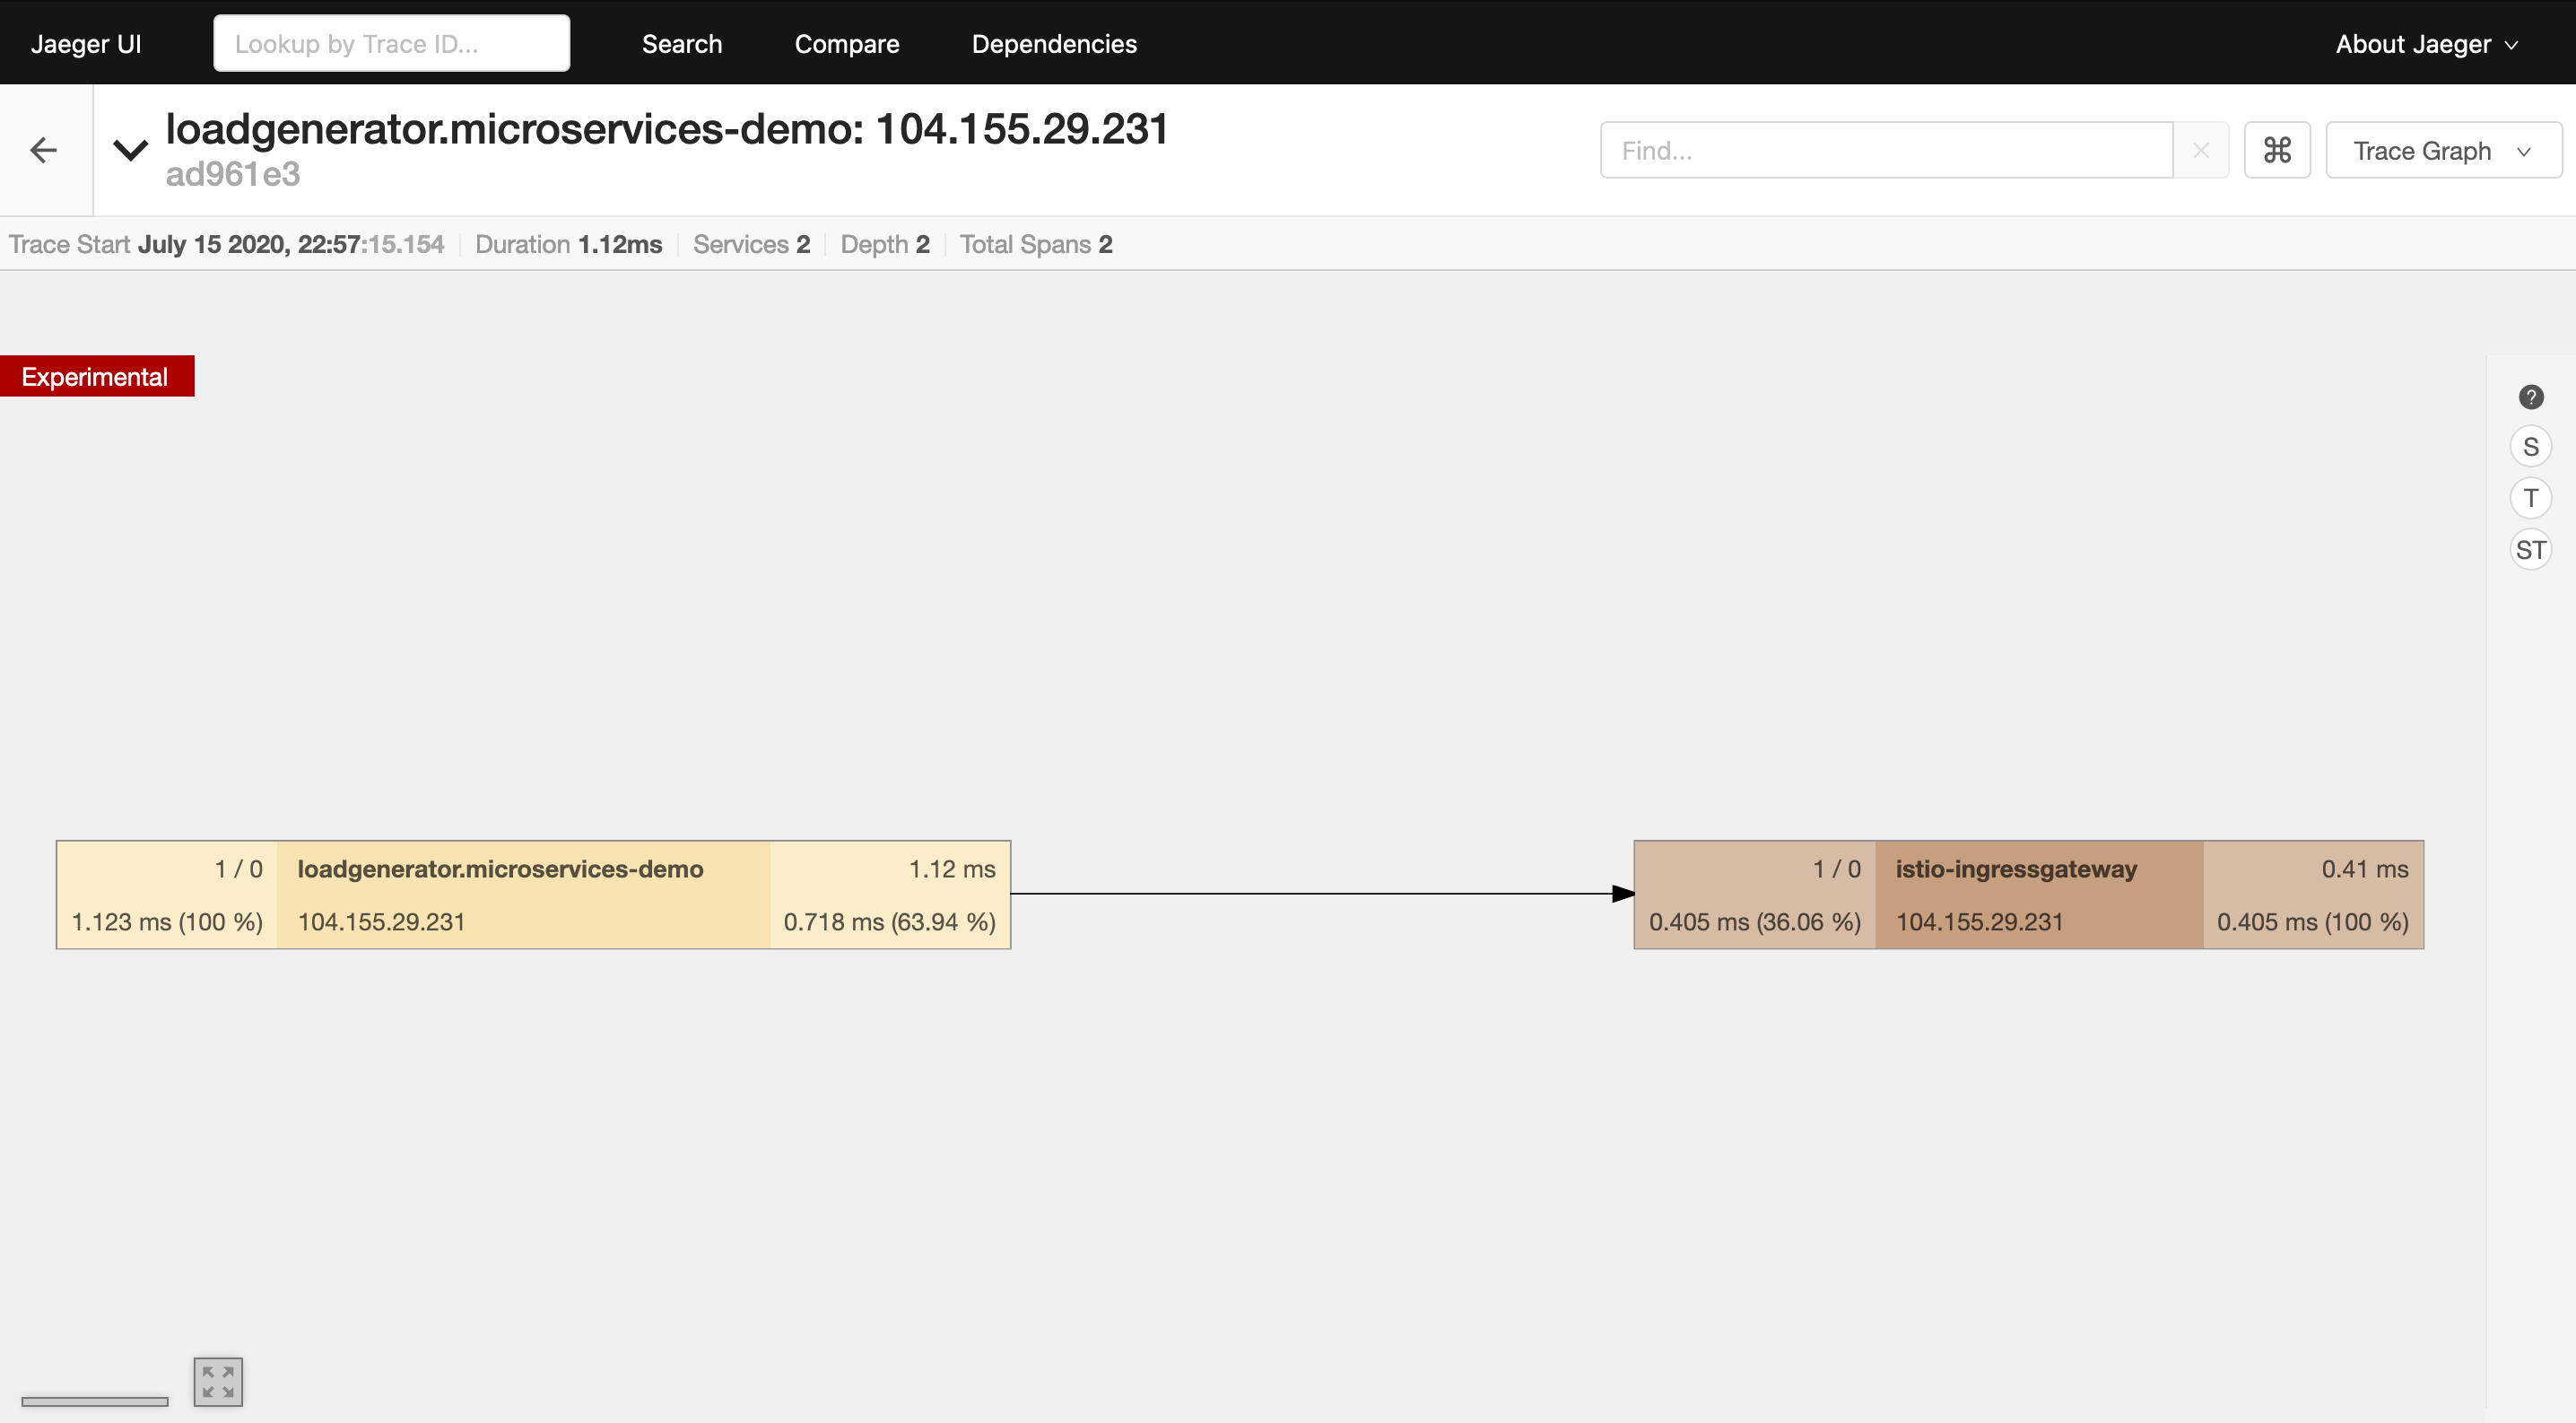 Jaeger UI Lookup by Trace ID... Search Compare Dependencies About Jaeger
loadgenerator.microservices-demo: 104.155.29.231
ad961e3
Find... ⌘ Trace Graph
Trace Start July 15 2020, 22:57:15.154 Duration 1.12ms Services 2 Depth 2 Total Spans 2
Experimental
?
S
T
ST
1 / 0 loadgenerator.microservices-demo 1.12 ms
1.123 ms (100 %) 104.155.29.231 0.718 ms (63.94 %)
1 / 0 istio-ingressgateway 0.41 ms
0.405 ms (36.06 %) 104.155.29.231 0.405 ms (100 %)